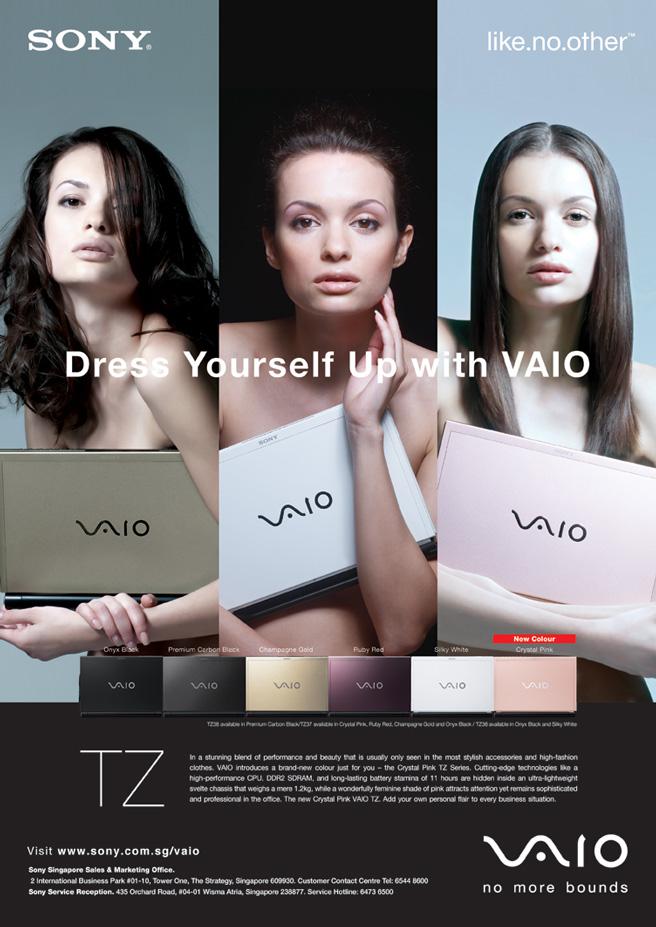 SONY®
like.no.other™
Dress Yourself Up with VAIO
VAIO
SONY
VAIO
SONY
VAIO
New Colour
Onyx Black
Premium Carbon Black
Champagne Gold
Ruby Red
Silky White
Crystal Pink
VAIO
VAIO
VAIO
VAIO
VAIO
VAIO
TZ38 available in Premium Carbon Black/TZ37 available in Crystal Pink, Ruby Red, Champagne Gold and Onyx Black / TZ36 available in Onyx Black and Silky White
TZ
In a stunning blend of performance and beauty that is usually only seen in the most stylish accessories and high-fashion
clothes. VAIO introduces a brand-new colour just for you – the Crystal Pink TZ Series. Cutting-edge technologies like a
high-performance CPU, DDR2 SDRAM, and long-lasting battery stamina of 11 hours are hidden inside an ultra-lightweight
svelte chassis that weighs a mere 1.2kg, while a wonderfully feminine shade of pink attracts attention yet remains sophisticated
and professional in the office. The new Crystal Pink VAIO TZ. Add your own personal flair to every business situation.
Visit www.sony.com.sg/vaio
Sony Singapore Sales & Marketing Office.
2 International Business Park #01-10, Tower One, The Strategy, Singapore 609930. Customer Contact Centre Tel: 6544 8600
Sony Service Reception. 435 Orchard Road, #04-01 Wisma Atria, Singapore 238877. Service Hotline: 6473 6500
VAIO
no more bounds